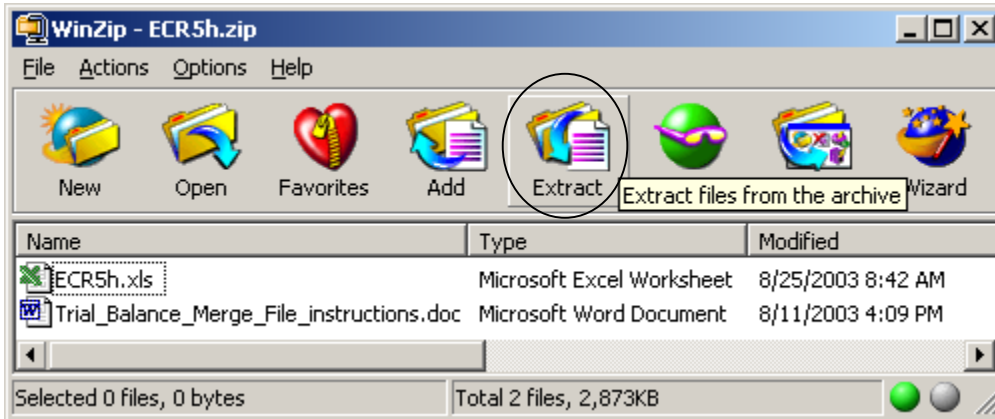 WinZip - ECR5h.zip
File Actions Options Help
New Open Favorites Add Extract Wizard
Extract files from the archive
Name Type Modified
ECR5h.xls Microsoft Excel Worksheet 8/25/2003 8:42 AM
Trial_Balance_Merge_File_instructions.doc Microsoft Word Document 8/11/2003 4:09 PM
Selected 0 files, 0 bytes Total 2 files, 2,873KB